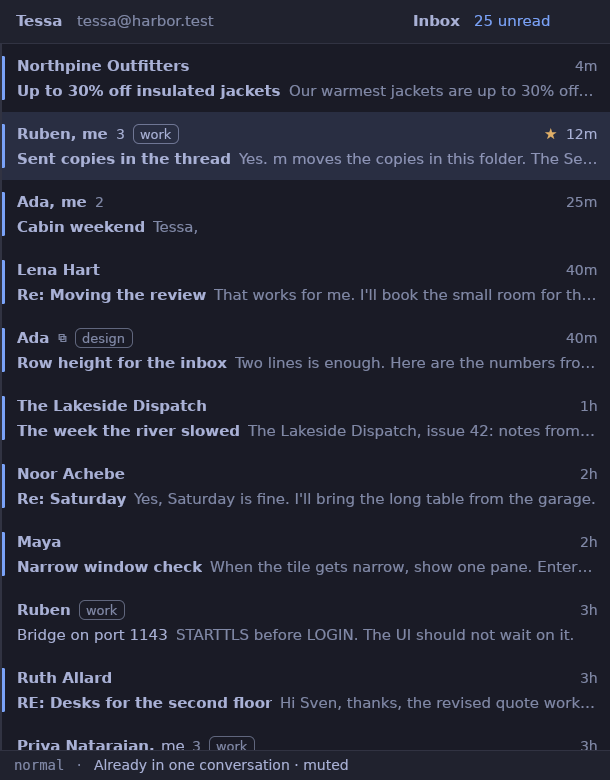 Tessa tessa@harbor.test Inbox 25 unread
Northpine Outfitters 4m
Up to 30% off insulated jackets Our warmest jackets are up to 30% off…
Ruben, me 3 work ★ 12m
Sent copies in the thread Yes. m moves the copies in this folder. The Se…
Ada, me 2 25m
Cabin weekend Tessa,
Lena Hart 40m
Re: Moving the review That works for me. I'll book the small room for th…
Ada design 40m
Row height for the inbox Two lines is enough. Here are the numbers fro…
The Lakeside Dispatch 1h
The week the river slowed The Lakeside Dispatch, issue 42: notes from…
Noor Achebe 2h
Re: Saturday Yes, Saturday is fine. I'll bring the long table from the garage.
Maya 2h
Narrow window check When the tile gets narrow, show one pane. Enter…
Ruben work 3h
Bridge on port 1143 STARTTLS before LOGIN. The UI should not wait on it.
Ruth Allard 3h
RE: Desks for the second floor Hi Sven, thanks, the revised quote work…
Priya Natarajan, me 3 work 3h
normal · Already in one conversation · muted